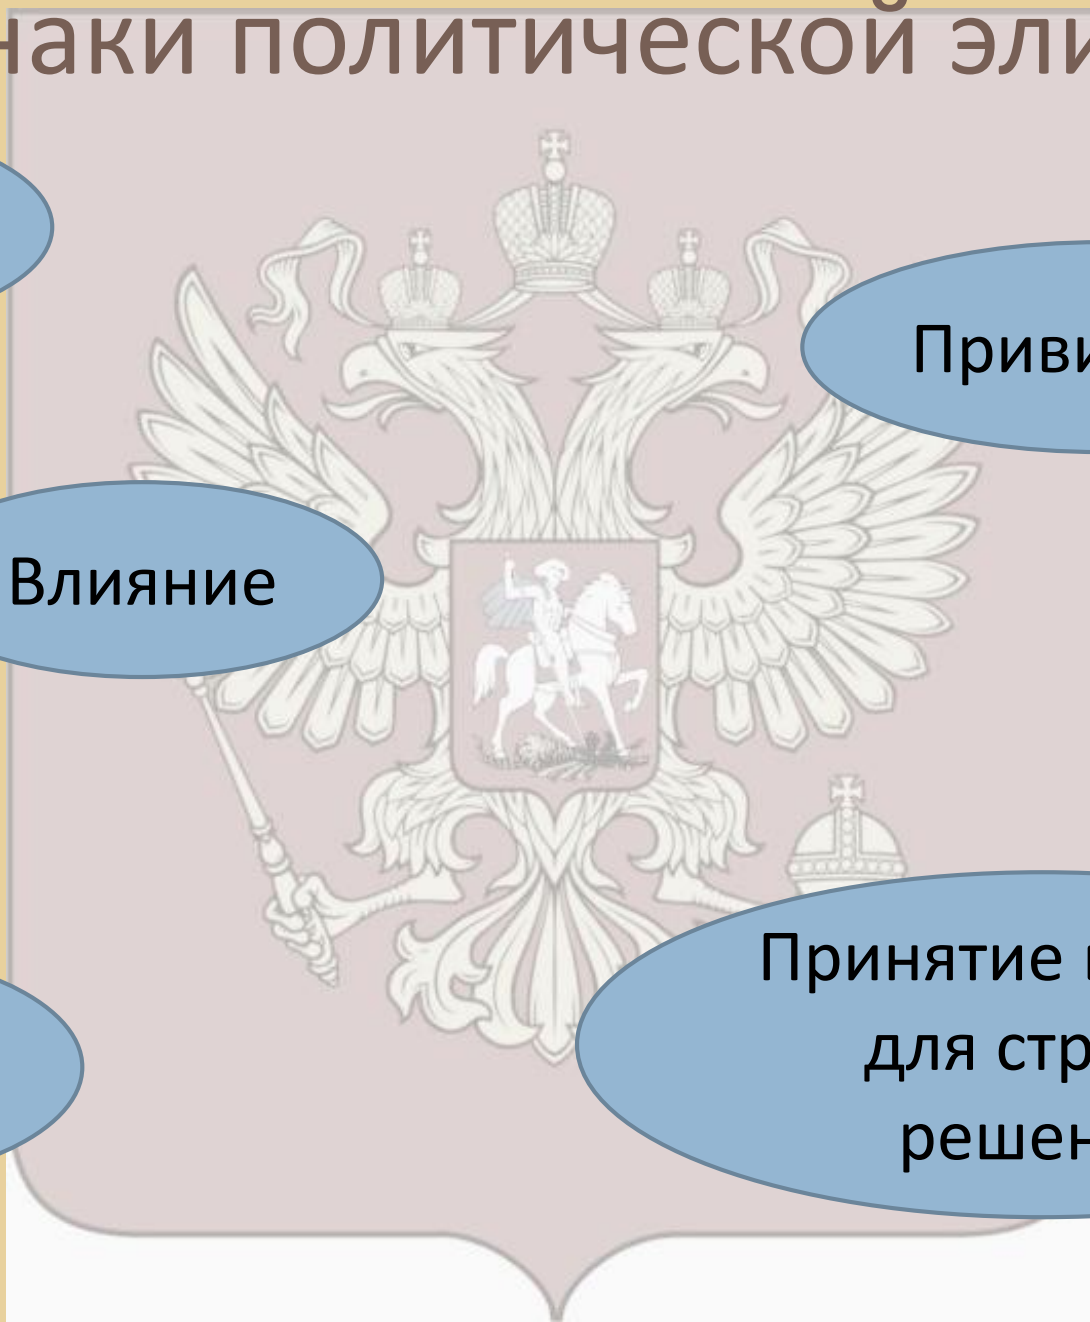 наки политической эли
Приви
Влияние
Принятие
для стр
решен